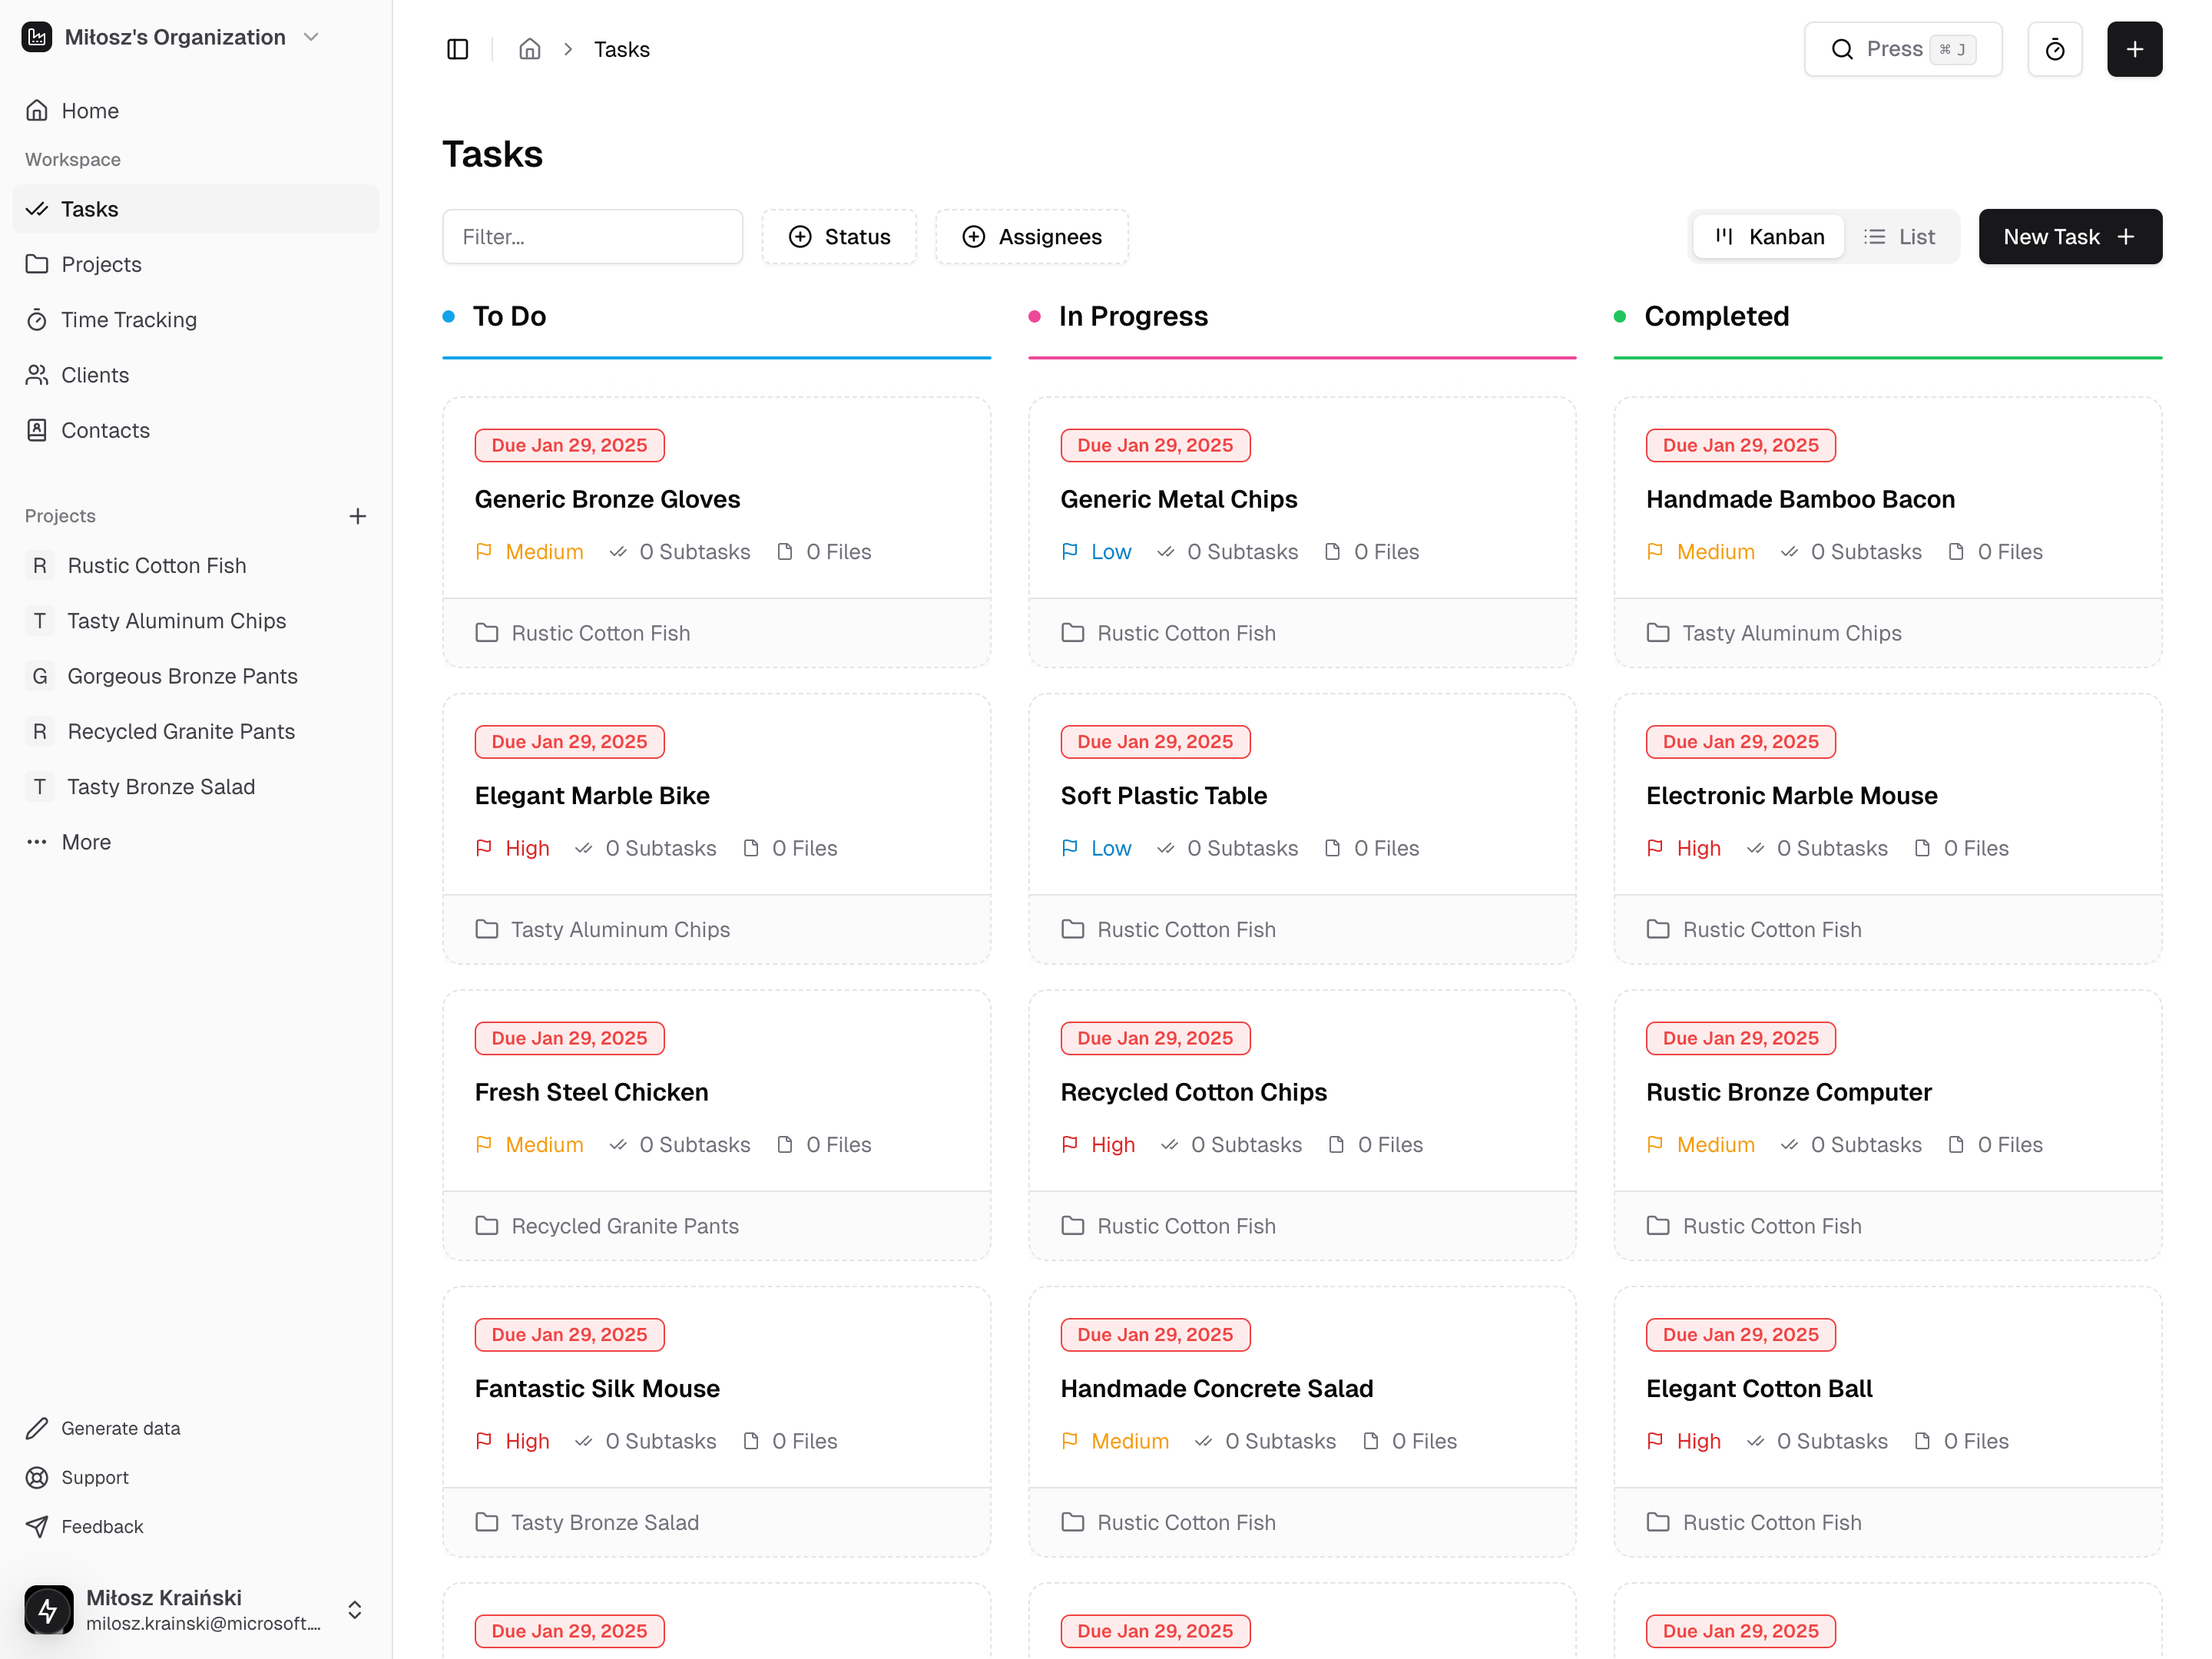 Miłosz's Organization
Home
Workspace
Tasks
Projects
Time Tracking
Clients
Contacts
Projects
R Rustic Cotton Fish
T Tasty Aluminum Chips
G Gorgeous Bronze Pants
R Recycled Granite Pants
T Tasty Bronze Salad
More
Generate data
Support
Feedback
Miłosz Kraiński
milosz.krainski@microsoft....
Tasks
Press ⌘ J
Tasks
Filter...
Status
Assignees
Kanban
List
New Task
To Do
Due Jan 29, 2025
Generic Bronze Gloves
Medium 0 Subtasks 0 Files
Rustic Cotton Fish
Due Jan 29, 2025
Elegant Marble Bike
High 0 Subtasks 0 Files
Tasty Aluminum Chips
Due Jan 29, 2025
Fresh Steel Chicken
Medium 0 Subtasks 0 Files
Recycled Granite Pants
Due Jan 29, 2025
Fantastic Silk Mouse
High 0 Subtasks 0 Files
Tasty Bronze Salad
Due Jan 29, 2025
In Progress
Due Jan 29, 2025
Generic Metal Chips
Low 0 Subtasks 0 Files
Rustic Cotton Fish
Due Jan 29, 2025
Soft Plastic Table
Low 0 Subtasks 0 Files
Rustic Cotton Fish
Due Jan 29, 2025
Recycled Cotton Chips
High 0 Subtasks 0 Files
Rustic Cotton Fish
Due Jan 29, 2025
Handmade Concrete Salad
Medium 0 Subtasks 0 Files
Rustic Cotton Fish
Due Jan 29, 2025
Completed
Due Jan 29, 2025
Handmade Bamboo Bacon
Medium 0 Subtasks 0 Files
Tasty Aluminum Chips
Due Jan 29, 2025
Electronic Marble Mouse
High 0 Subtasks 0 Files
Rustic Cotton Fish
Due Jan 29, 2025
Rustic Bronze Computer
Medium 0 Subtasks 0 Files
Rustic Cotton Fish
Due Jan 29, 2025
Elegant Cotton Ball
High 0 Subtasks 0 Files
Rustic Cotton Fish
Due Jan 29, 2025